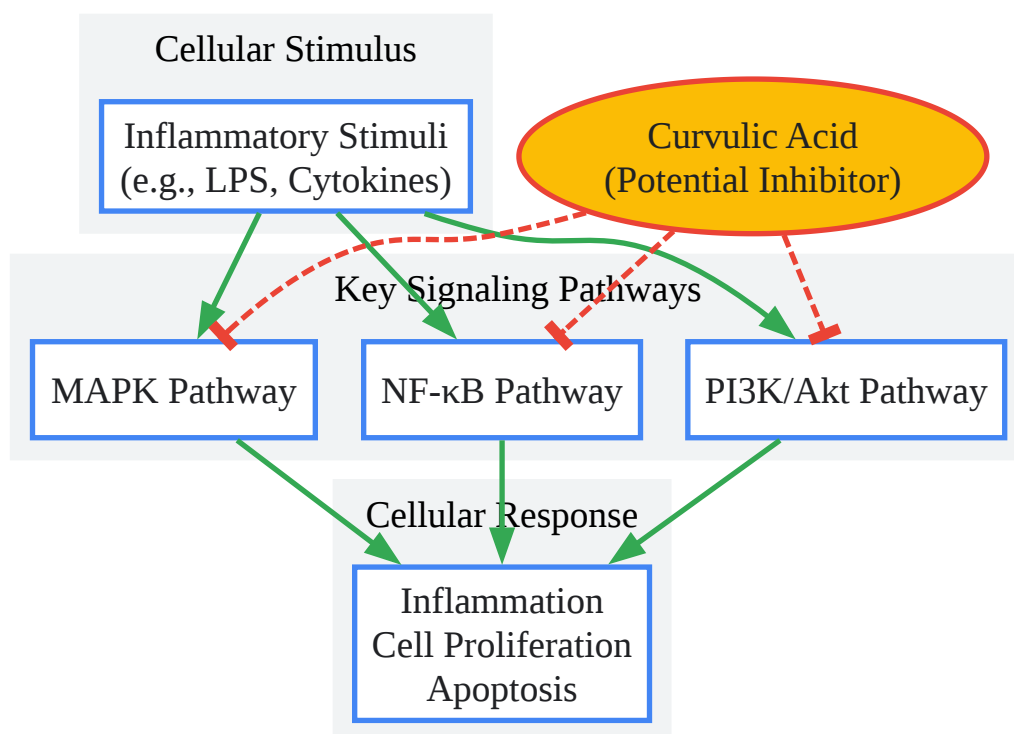 Cellular Stimulus
Inflammatory Stimuli
(e.g., LPS, Cytokines)
Curvulic Acid
(Potential Inhibitor)
Key Signaling Pathways
MAPK Pathway
NF-κB Pathway
PI3K/Akt Pathway
Cellular Response
Inflammation
Cell Proliferation
Apoptosis